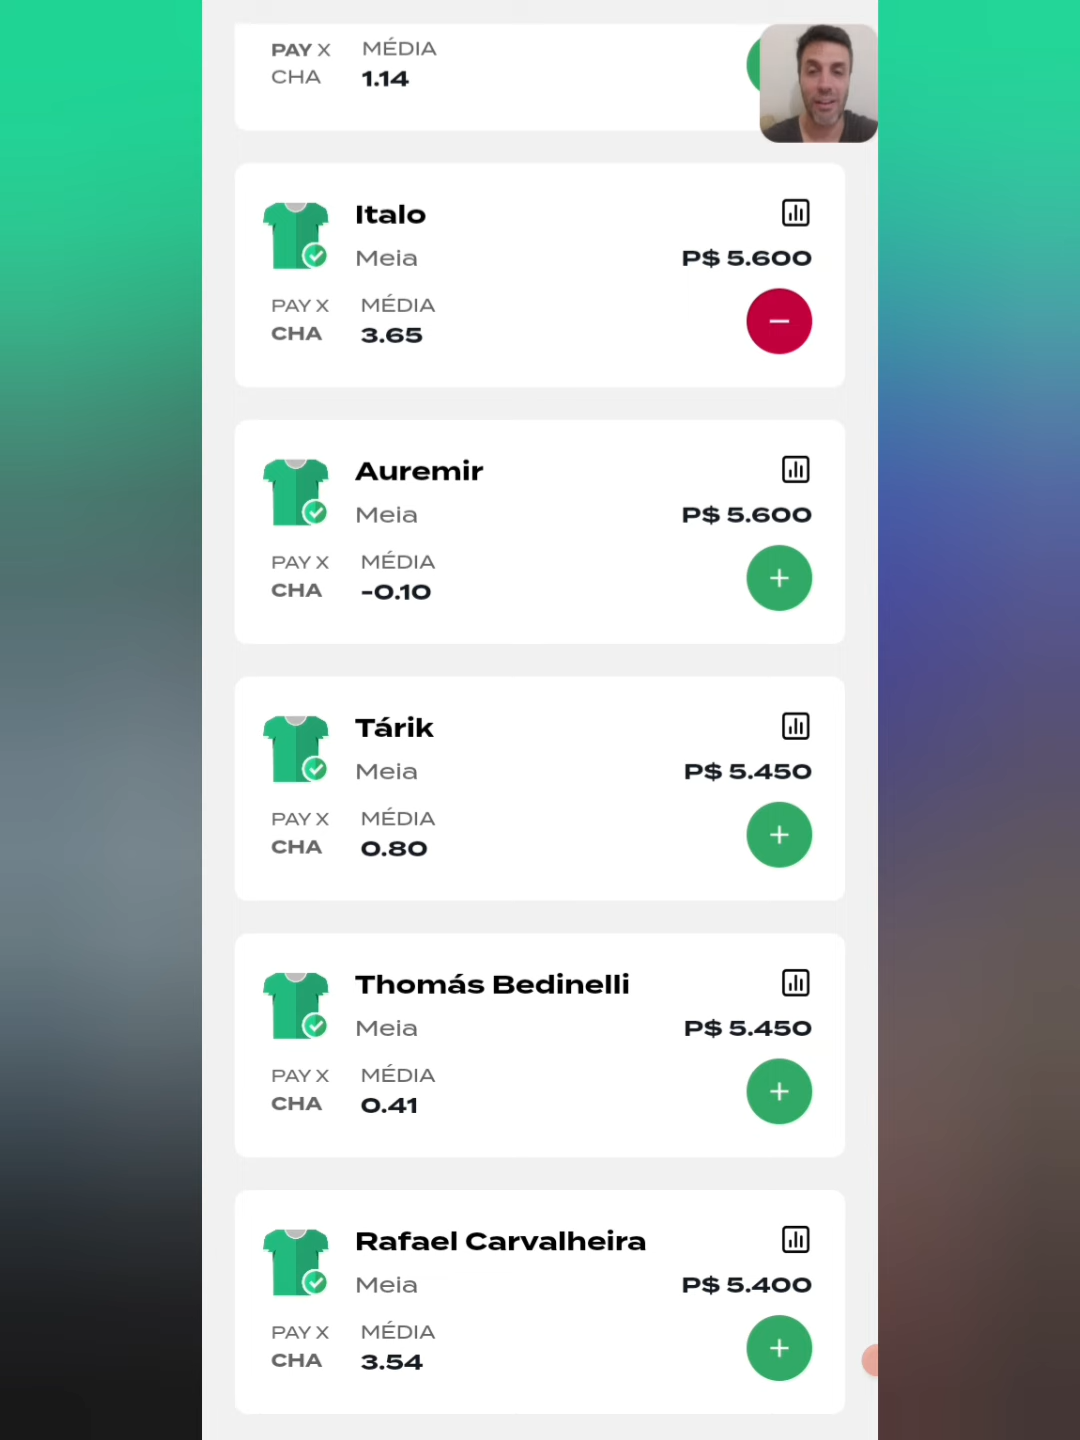 PAY X MÉDIA
CHA 1.14
Italo
Meia P$ 5.600
PAY X MÉDIA
CHA 3.65
Auremir
Meia P$ 5.600
PAY X MÉDIA
CHA -0.10
Tárik
Meia P$ 5.450
PAY X MÉDIA
CHA 0.80
Thomás Bedinelli
Meia P$ 5.450
PAY X MÉDIA
CHA 0.41
Rafael Carvalheira
Meia P$ 5.400
PAY X MÉDIA
CHA 3.54